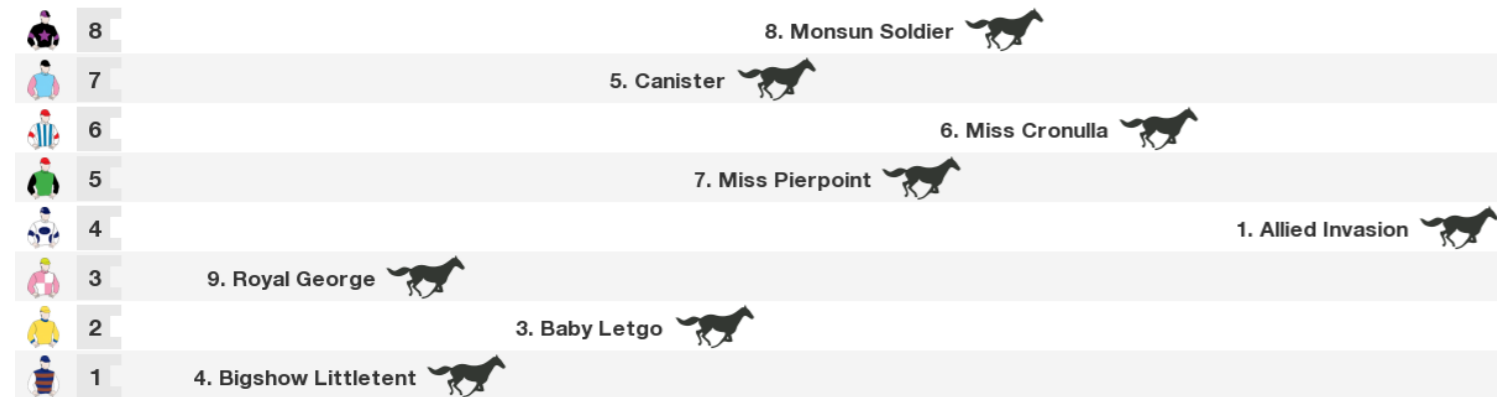 8 8. Monsun Soldier
7 5. Canister
6 6. Miss Cronulla
5 7. Miss Pierpoint
4 1. Allied Invasion
3 9. Royal George
2 3. Baby Letgo
1 4. Bigshow Littletent